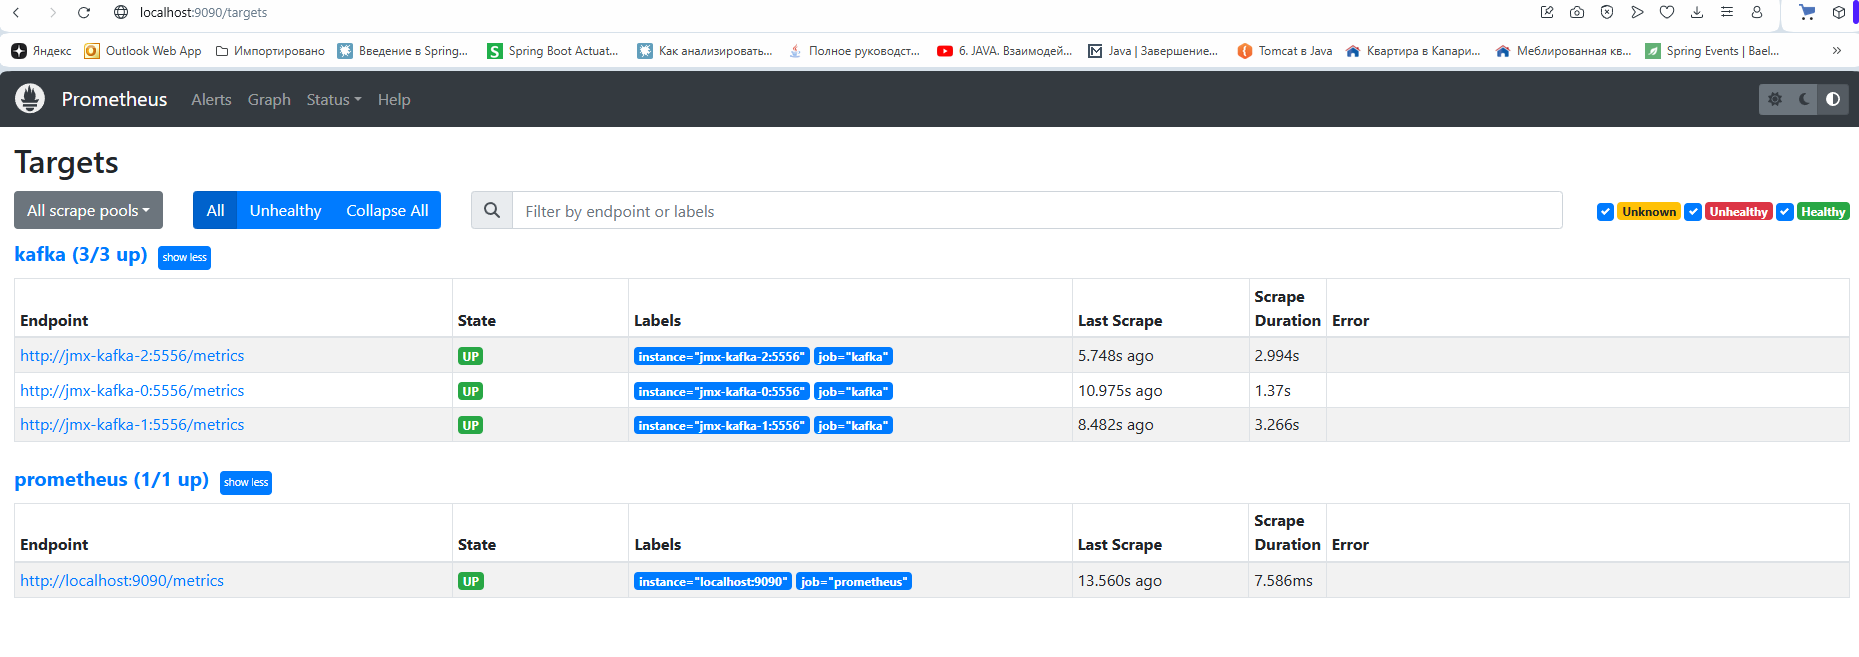 localhost:9090/targets
Яндекс Outlook Web App Импортировано Введение в Spring... Spring Boot Actuat... Как анализировать... Полное руководст... 6. JAVA. Взаимодей... Java | Завершение... Tomcat в Java Квартира в Капари... Меблированная кв... Spring Events | Bael... »
Prometheus Alerts Graph Status Help
Targets
All scrape pools All Unhealthy Collapse All Filter by endpoint or labels Unknown Unhealthy Healthy
kafka (3/3 up) show less
Endpoint State Labels Last Scrape Scrape Duration Error
http://jmx-kafka-2:5556/metrics UP instance="jmx-kafka-2:5556" job="kafka" 5.748s ago 2.994s
http://jmx-kafka-0:5556/metrics UP instance="jmx-kafka-0:5556" job="kafka" 10.975s ago 1.37s
http://jmx-kafka-1:5556/metrics UP instance="jmx-kafka-1:5556" job="kafka" 8.482s ago 3.266s
prometheus (1/1 up) show less
Endpoint State Labels Last Scrape Scrape Duration Error
http://localhost:9090/metrics UP instance="localhost:9090" job="prometheus" 13.560s ago 7.586ms